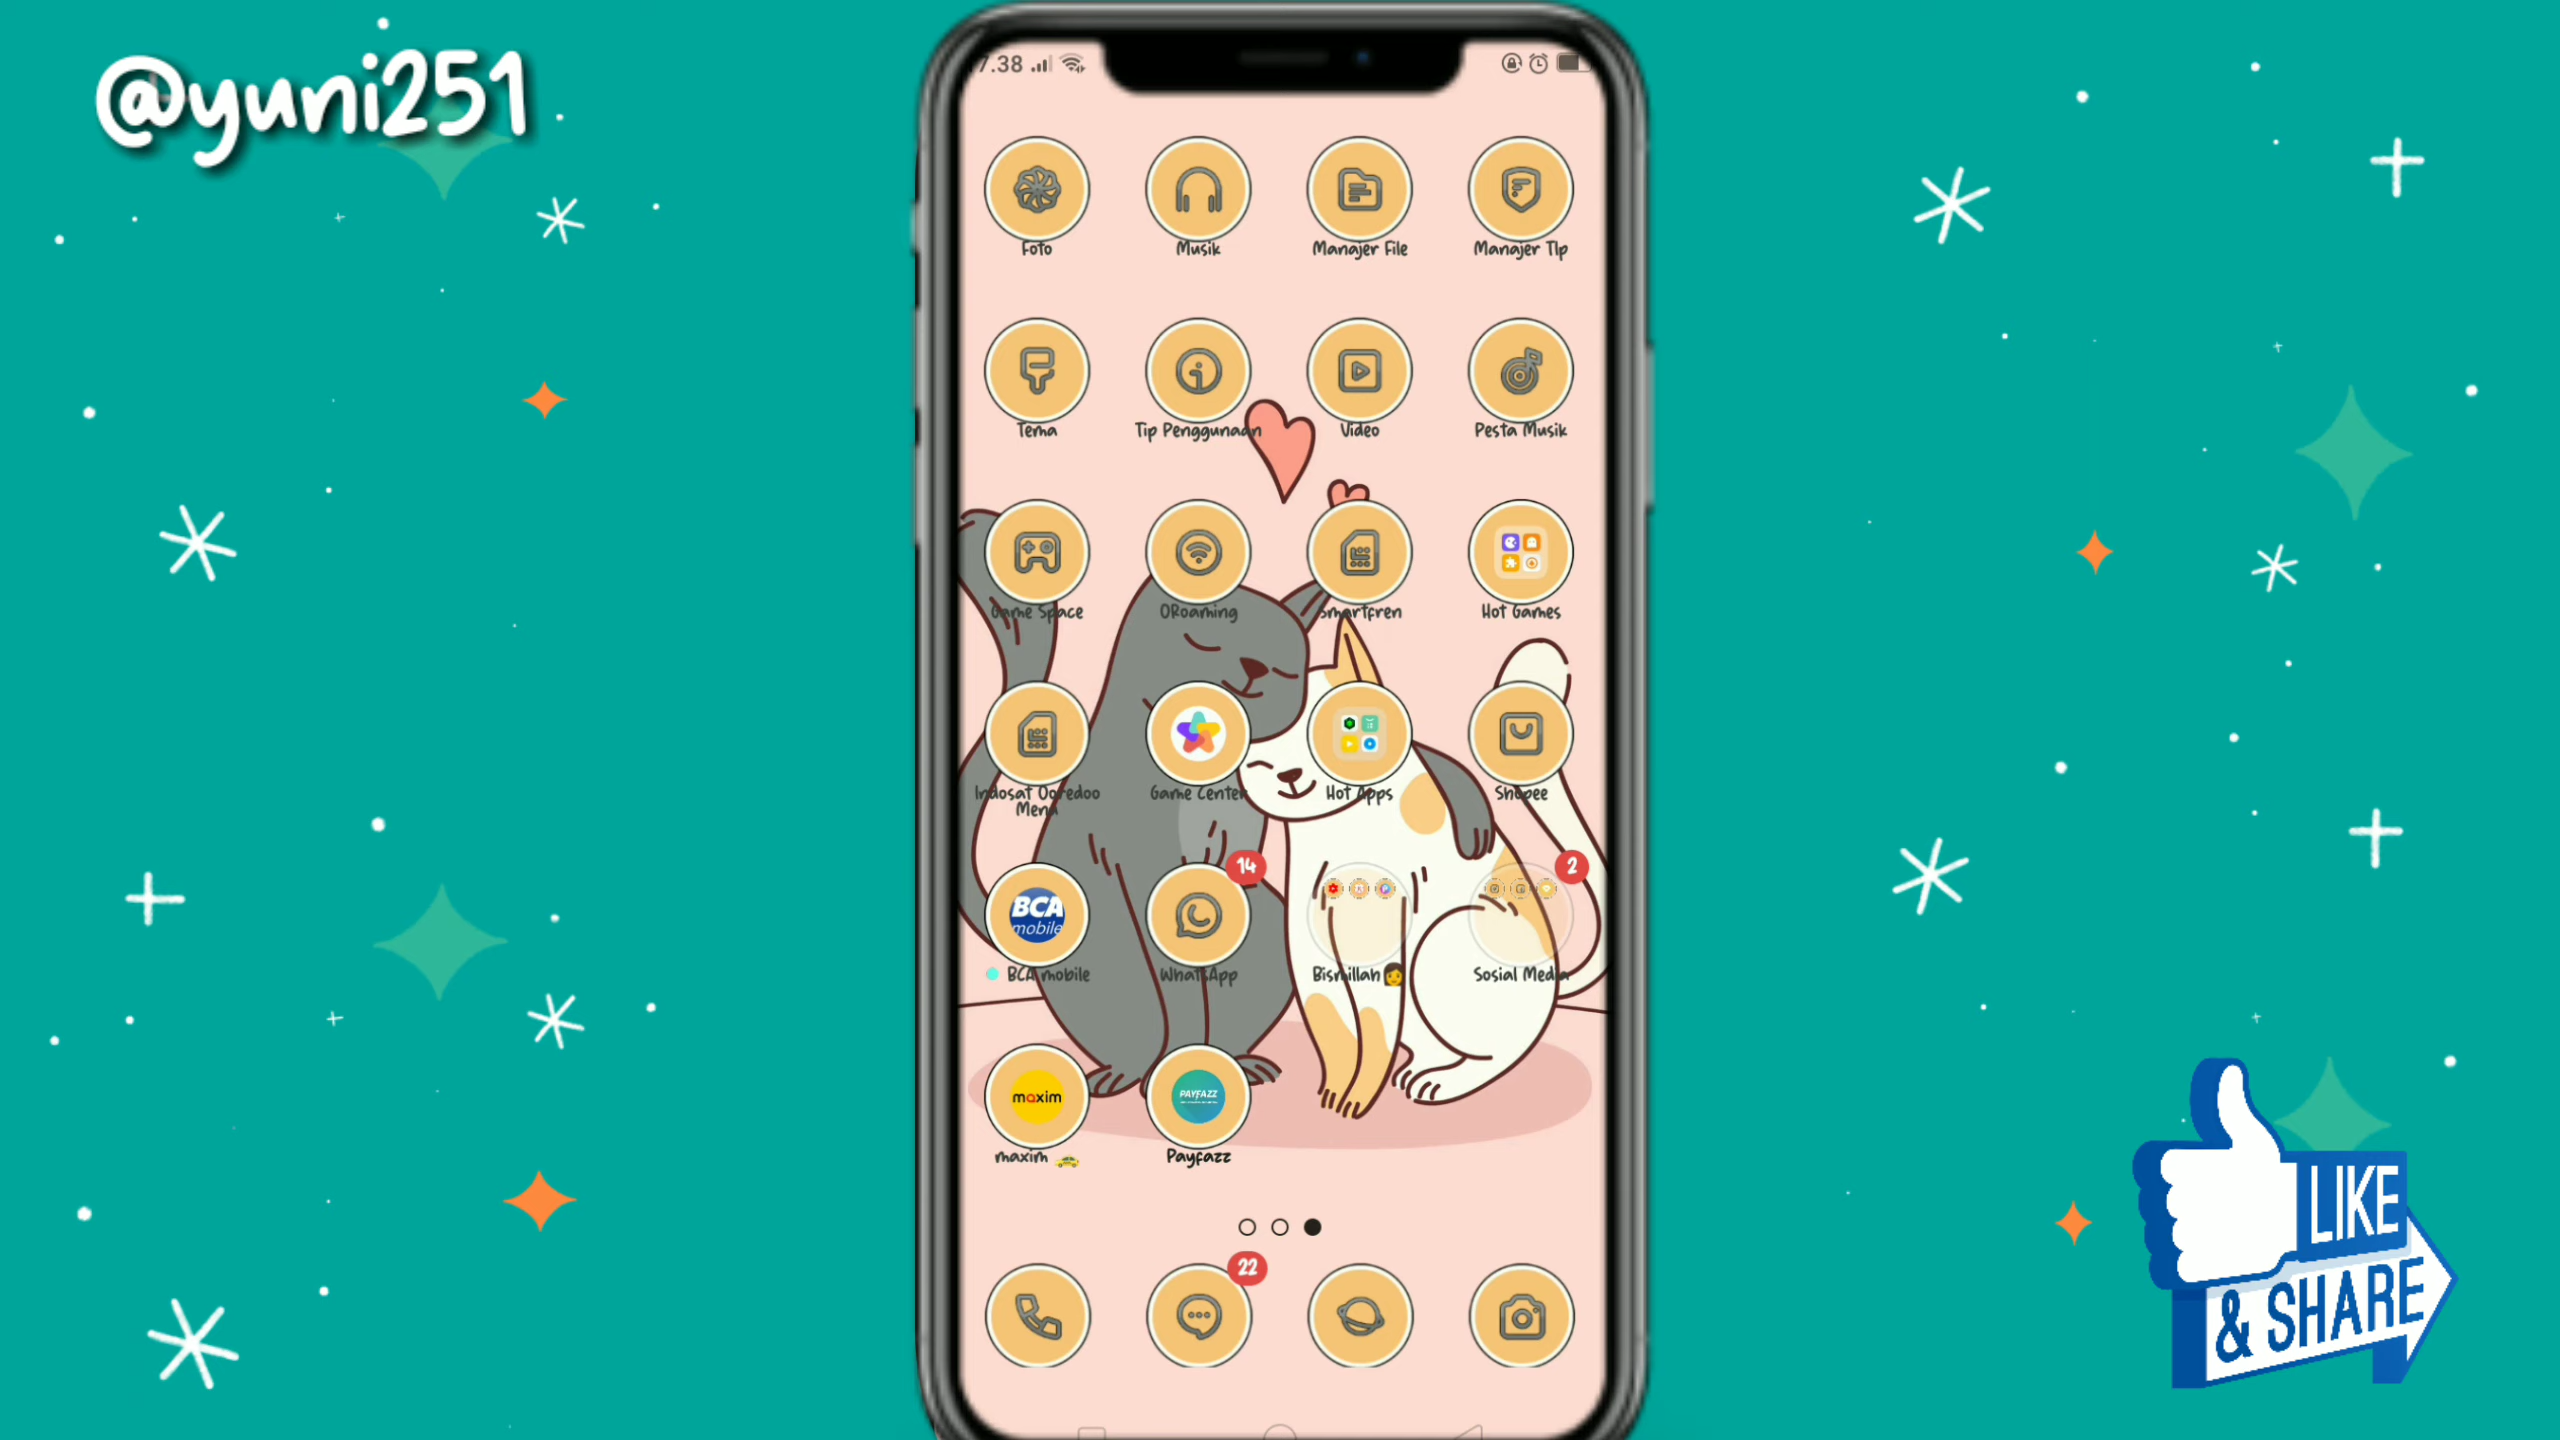 @yuni251
7.38
Foto
Musik
Manajer File
Manajer Tlp
Tema
Tip Penggunaan
Video
Pesta Musik
Game Space
ORoaming
Smartfren
Hot Games
Indosat Ooredoo
Menu
Game Center
Hot Apps
Shopee
BCA
mobile
BCA mobile
14
WhatsApp
Bismillah
2
Sosial Media
maxim
maxim
PAYFAZZ
Payfazz
22
LIKE
& SHARE